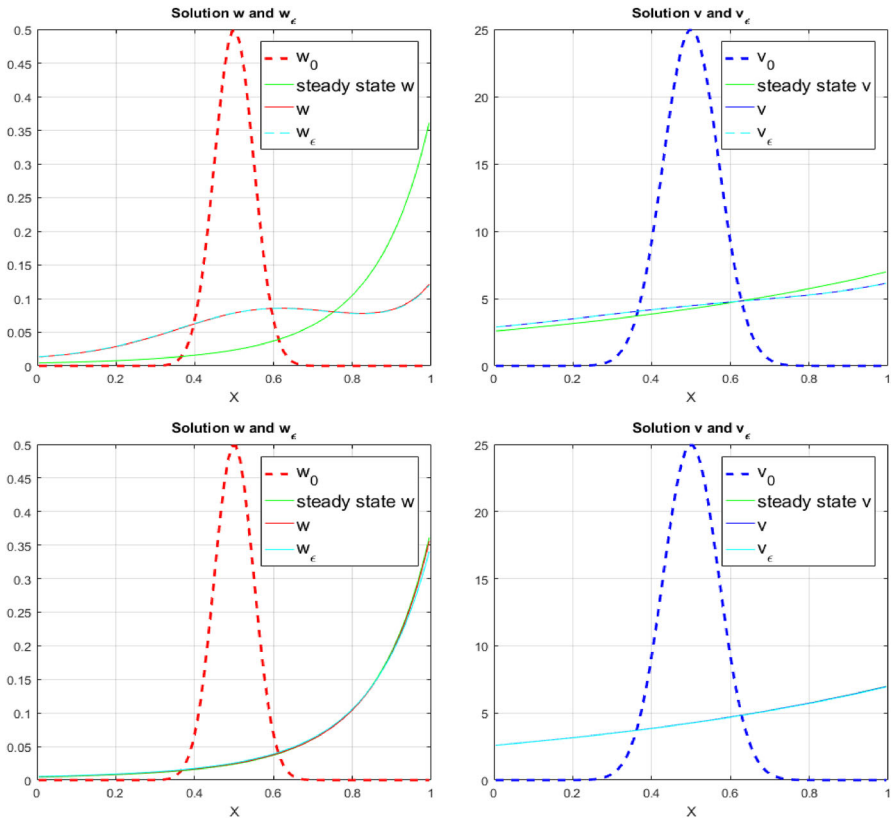 Solution w and w_ϵ
0.5
0.45
0.4
0.35
0.3
0.25
0.2
0.15
0.1
0.05
0
0 0.2 0.4 0.6 0.8 1
X
w_0
steady state w
w
w_ϵ
Solution v and v_ϵ
25
20
15
10
5
0
0 0.2 0.4 0.6 0.8 1
X
v_0
steady state v
v
v_ϵ
Solution w and w_ϵ
0.5
0.45
0.4
0.35
0.3
0.25
0.2
0.15
0.1
0.05
0
0 0.2 0.4 0.6 0.8 1
X
w_0
steady state w
w
w_ϵ
Solution v and v_ϵ
25
20
15
10
5
0
0 0.2 0.4 0.6 0.8 1
X
v_0
steady state v
v
v_ϵ